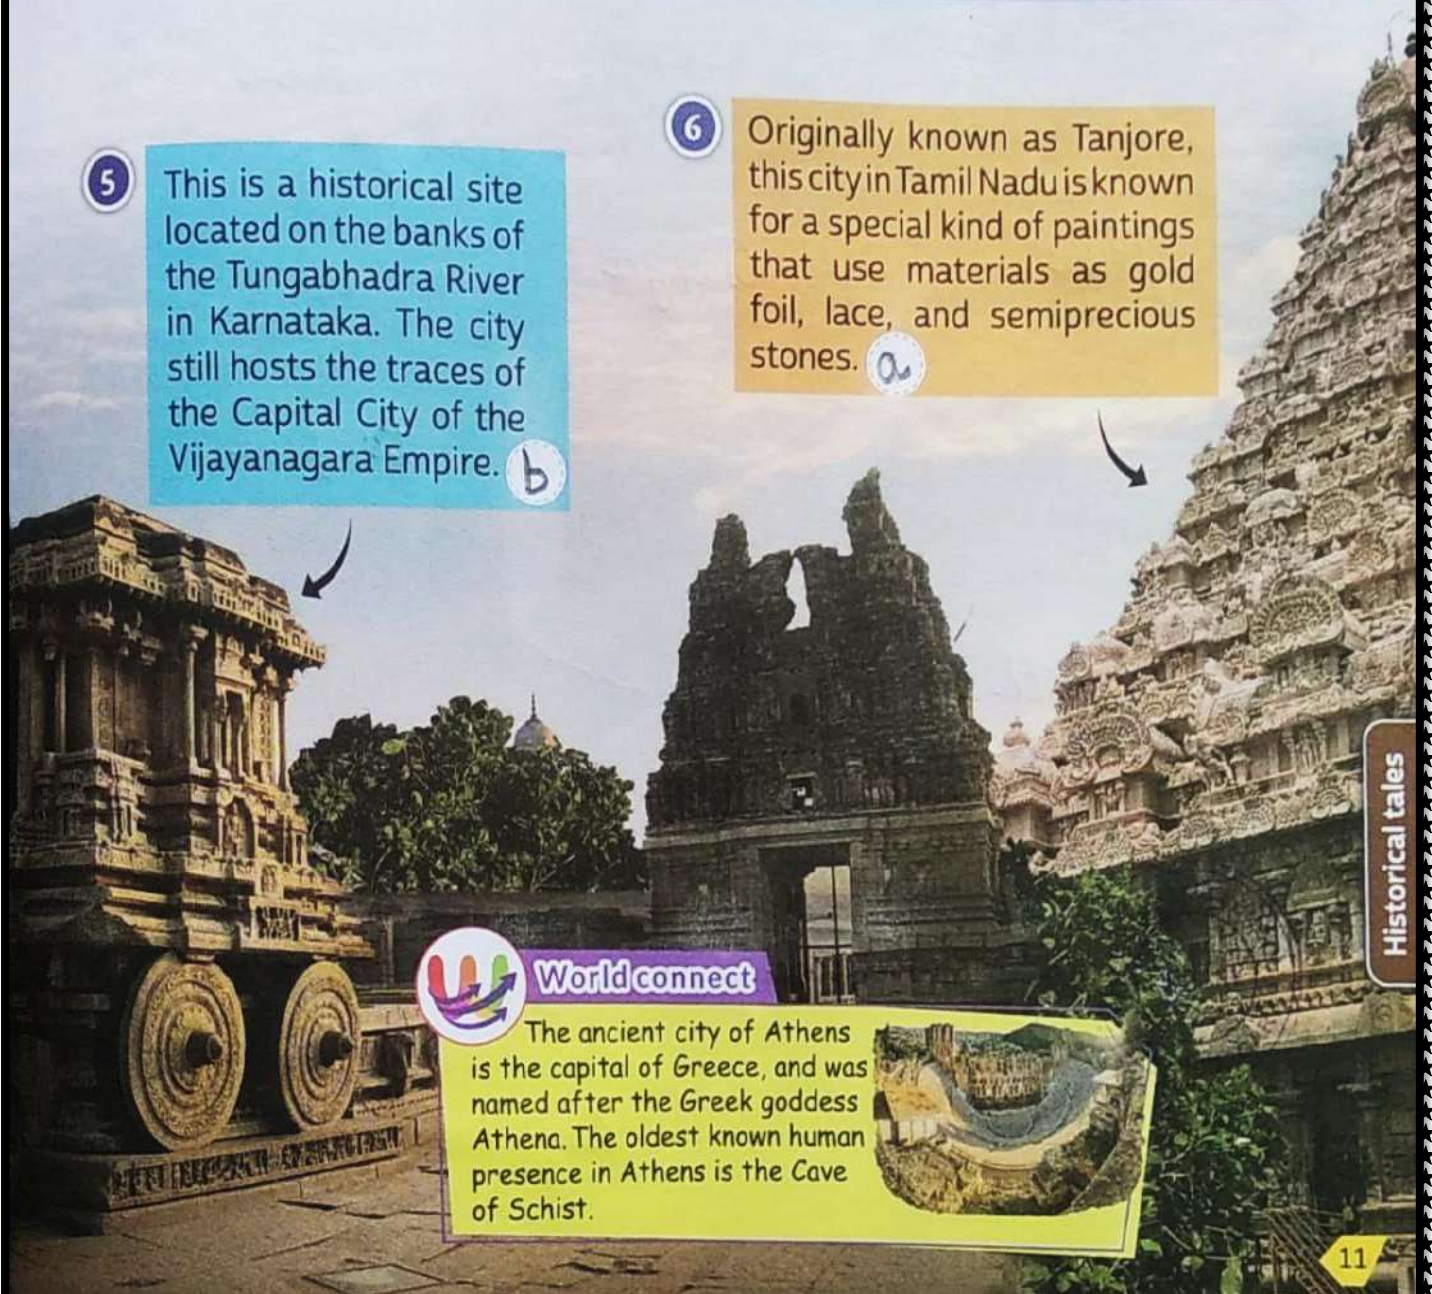 5
This is a historical site
located on the banks of
the Tungabhadra River
in Karnataka. The city
still hosts the traces of
the Capital City of the
Vijayanagara Empire. b
6
Originally known as Tanjore,
this city in Tamil Nadu is known
for a special kind of paintings
that use materials as gold
foil, lace, and semiprecious
stones. a
World connect
The ancient city of Athens
is the capital of Greece, and was
named after the Greek goddess
Athena. The oldest known human
presence in Athens is the Cave
of Schist.
Historical tales
11